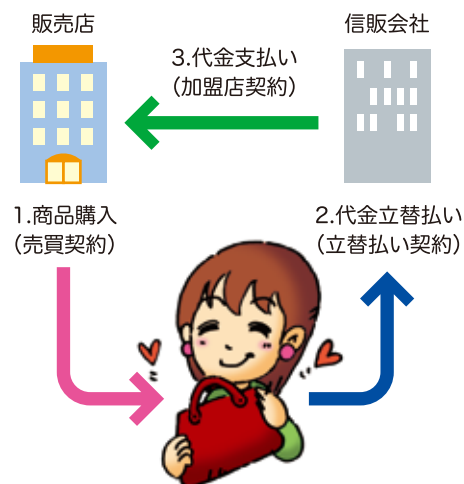 販売店
信販会社
3.代金支払い
(加盟店契約)
1.商品購入
(売買契約)
2.代金立替払い
(立替払い契約)